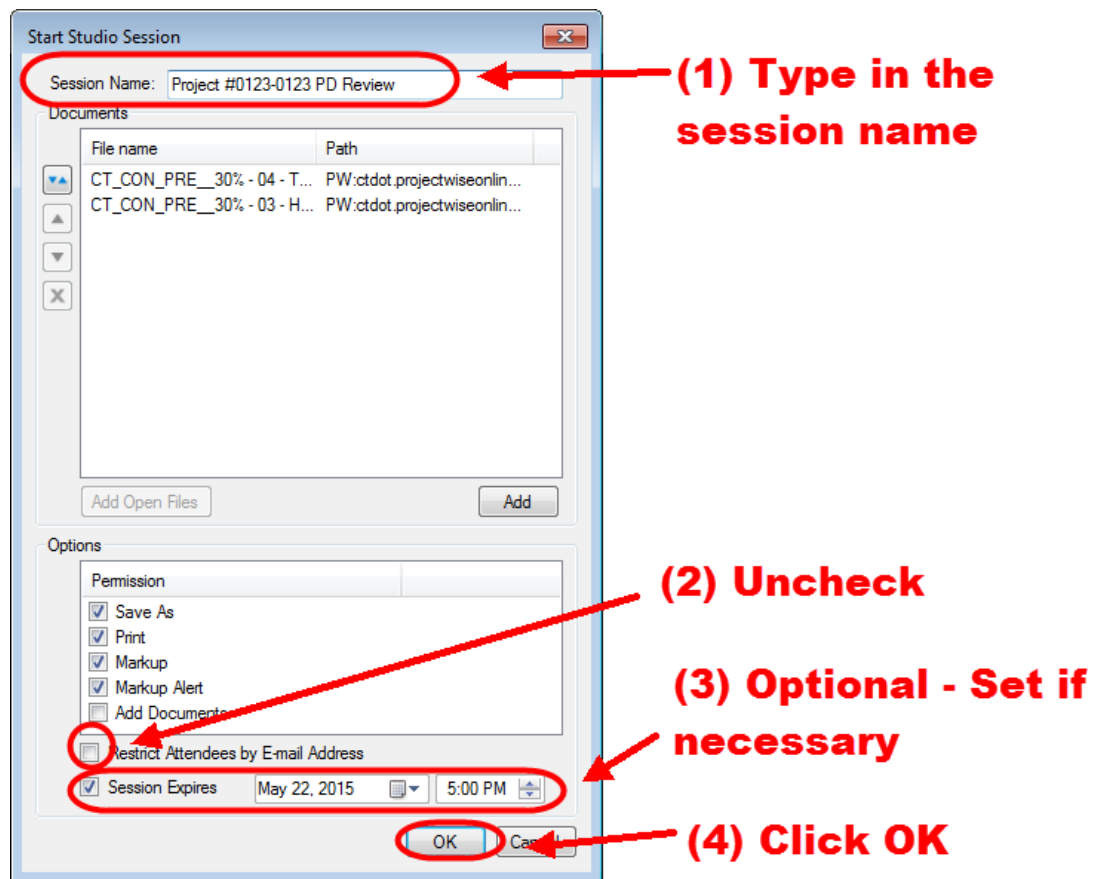 Start Studio Session
Session Name: Project #0123-0123 PD Review
(1) Type in the
session name
Documents
File name Path
CT_CON_PRE__30% - 04 - T... PW:ctdot.projectwiseonlin...
CT_CON_PRE__30% - 03 - H... PW:ctdot.projectwiseonlin...
Add Open Files Add
Options
Permission
(2) Uncheck
Save As
Print
Markup
Markup Alert
Add Documents
(3) Optional - Set if
necessary
Restrict Attendees by E-mail Address
Session Expires May 22, 2015 5:00 PM
OK Cancel
(4) Click OK